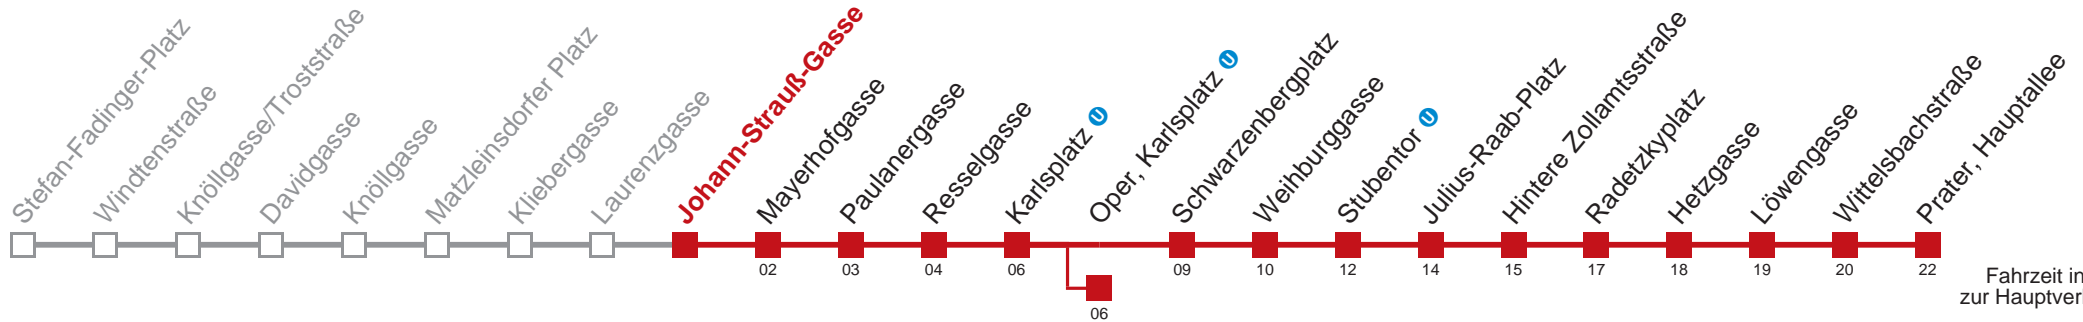 Stefan-Fadinger-Platz
Windtenstraße
Knöllgasse/Troststraße
Davidgasse
Knöllgasse
Matzleinsdorfer Platz
Kliebergasse
Laurenzgasse
Johann-Strauß-Gasse
Mayerhofgasse
Paulanergasse
Resselgasse
Karlsplatz U
Oper, Karlsplatz U
Schwarzenbergplatz
Weihburggasse
Stubentor U
Julius-Raab-Platz
Hintere Zollamtsstraße
Radetzkyplatz
Hetzgasse
Löwengasse
Wittelsbachstraße
Prater, Hauptallee
02 03 04 06 09 10 12 14 15 17 18 19 20 22
06
Fahrzeit in
zur Hauptver